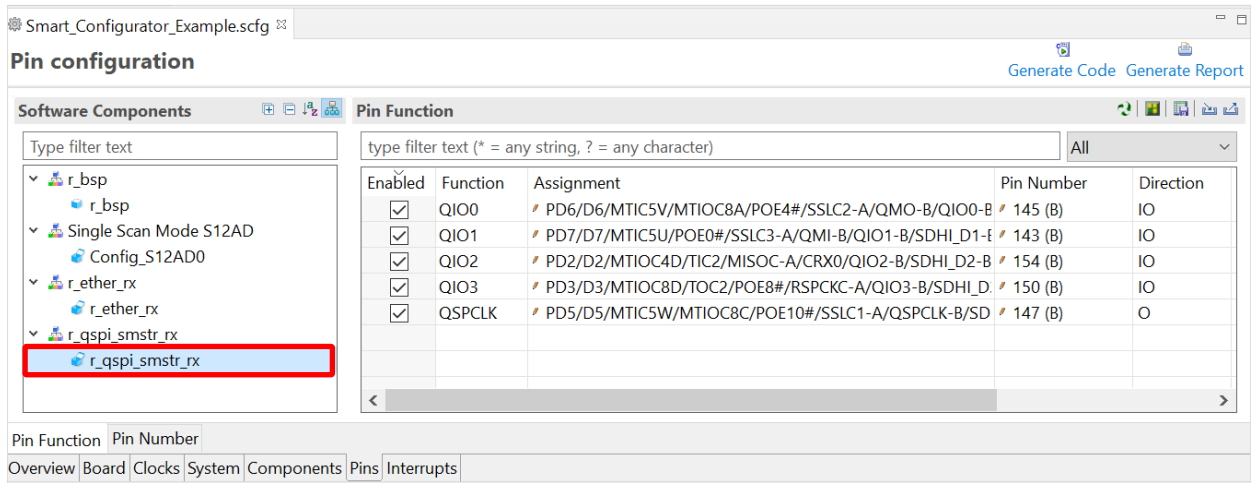 Smart_Configurator_Example.scfg
Pin configuration
Generate Code Generate Report
Software Components
Type filter text
r_bsp
r_bsp
Single Scan Mode S12AD
Config_S12AD0
r_ether_rx
r_ether_rx
r_qspi_smstr_rx
r_qspi_smstr_rx
Pin Function
type filter text (* = any string, ? = any character) All
Enabled Function Assignment Pin Number Direction
QIO0 PD6/D6/MTIC5V/MTIOC8A/POE4#/SSLC2-A/QMO-B/QIO0-B 145 (B) IO
QIO1 PD7/D7/MTIC5U/POE0#/SSLC3-A/QMI-B/QIO1-B/SDHI_D1- 143 (B) IO
QIO2 PD2/D2/MTIOC4D/TIC2/MISOC-A/CRX0/QIO2-B/SDHI_D2-B 154 (B) IO
QIO3 PD3/D3/MTIOC8D/TOC2/POE8#/RSPCKC-A/QIO3-B/SDHI_D 150 (B) IO
QSPCLK PD5/D5/MTIC5W/MTIOC8C/POE10#/SSLC1-A/QSPCLK-B/SD 147 (B) O
Pin Function Pin Number
Overview Board Clocks System Components Pins Interrupts